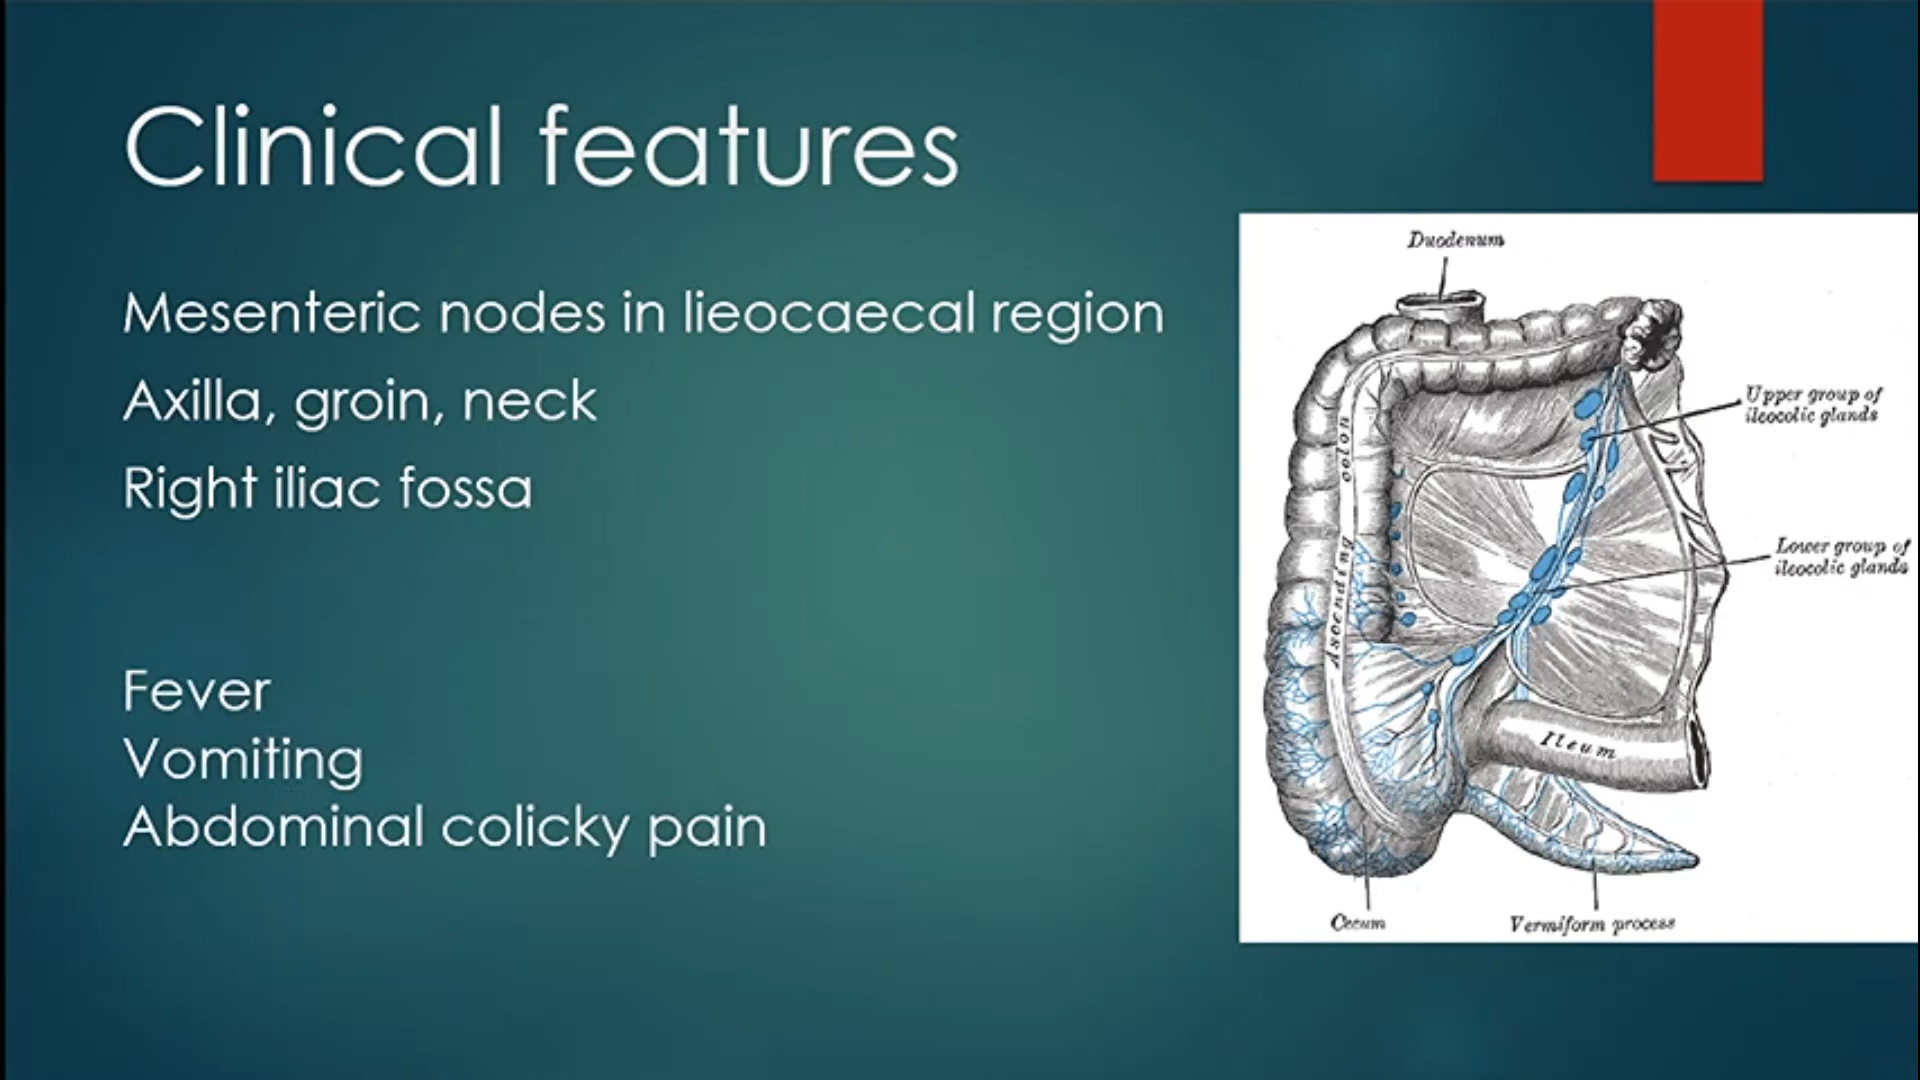 Clinical features
Mesenteric nodes in lieocaecal region
Axilla, groin, neck
Right iliac fossa
Fever
Vomiting
Abdominal colicky pain
Duodenum
Upper group of
ileocolic glands
Lower group of
ileocolic glands
Ascending colon
Ileum
Cecum
Vermiform process